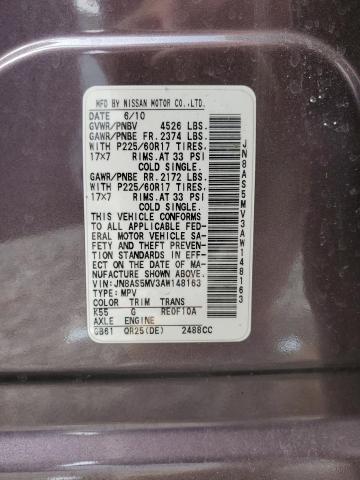 MFD BY NISSAN MOTOR CO.,LTD.
DATE 6/10
GVWR/PNBV 4526 LBS.
GAWR/PNBE FR. 2374 LBS.
WITH P225/60R17 TIRES,
17X7 RIMS.AT 33 PSI
COLD SINGLE.
GAWR/PNBE RR. 2172 LBS.
WITH P225/60R17 TIRES,
17X7 RIMS.AT 33 PSI
COLD SINGLE.
THIS VEHICLE CONFORMS
TO ALL APPLICABLE FED-
ERAL MOTOR VEHICLE SA-
FETY AND THEFT PREVEN-
TION STANDARDS IN EFF-
ECT ON THE DATE OF MA-
NUFACTURE SHOWN ABOVE.
VIN:JN8AS5MV3AW148163
TYPE: MPV
COLOR TRIM TRANS
K55 G RE0F10A
AXLE ENGINE
GB61 QR25(DE) 2488CC
JN8AS5MV3AW148163